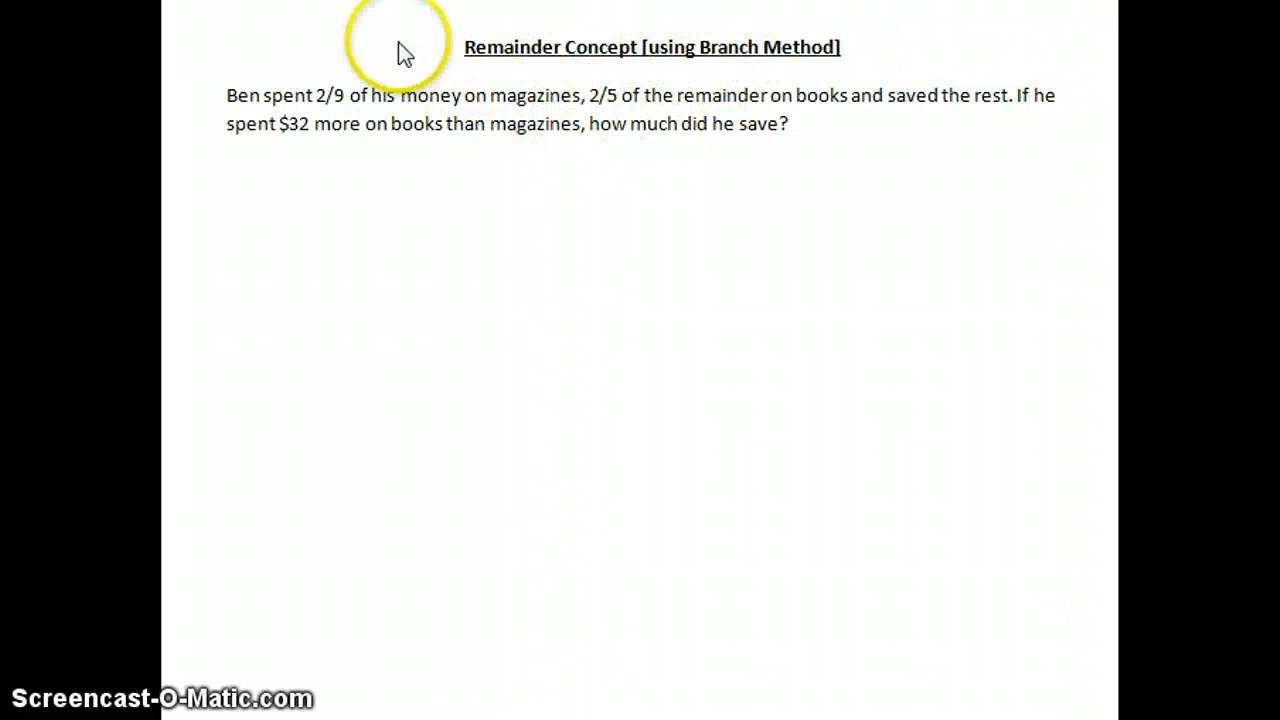 Remainder Concept [using Branch Method]
Ben spent 2/9 of his money on magazines, 2/5 of the remainder on books and saved the rest. If he
spent $32 more on books than magazines, how much did he save?
Screencast-O-Matic.com